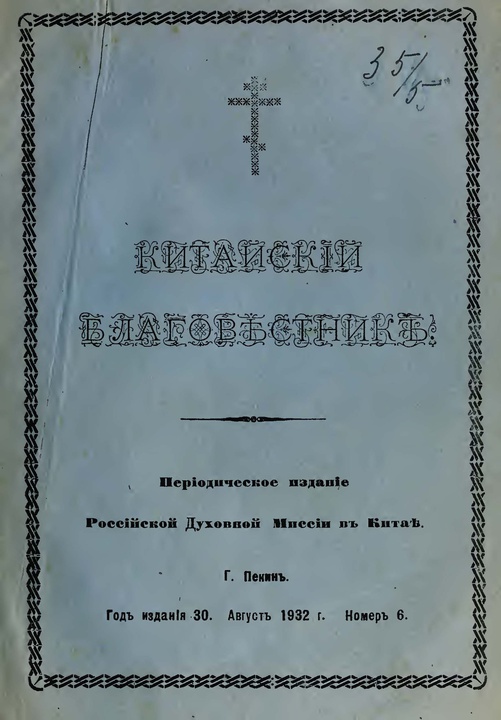 35/5
КИТАЙСКІЙ
БЛАГОВѢСТНИКЪ.
Періодическое изданіе
Россійской Духовной Миссіи въ Китаѣ.
Г. Пекинъ.
Годъ изданія 30. Августъ 1932 г. Номеръ 6.